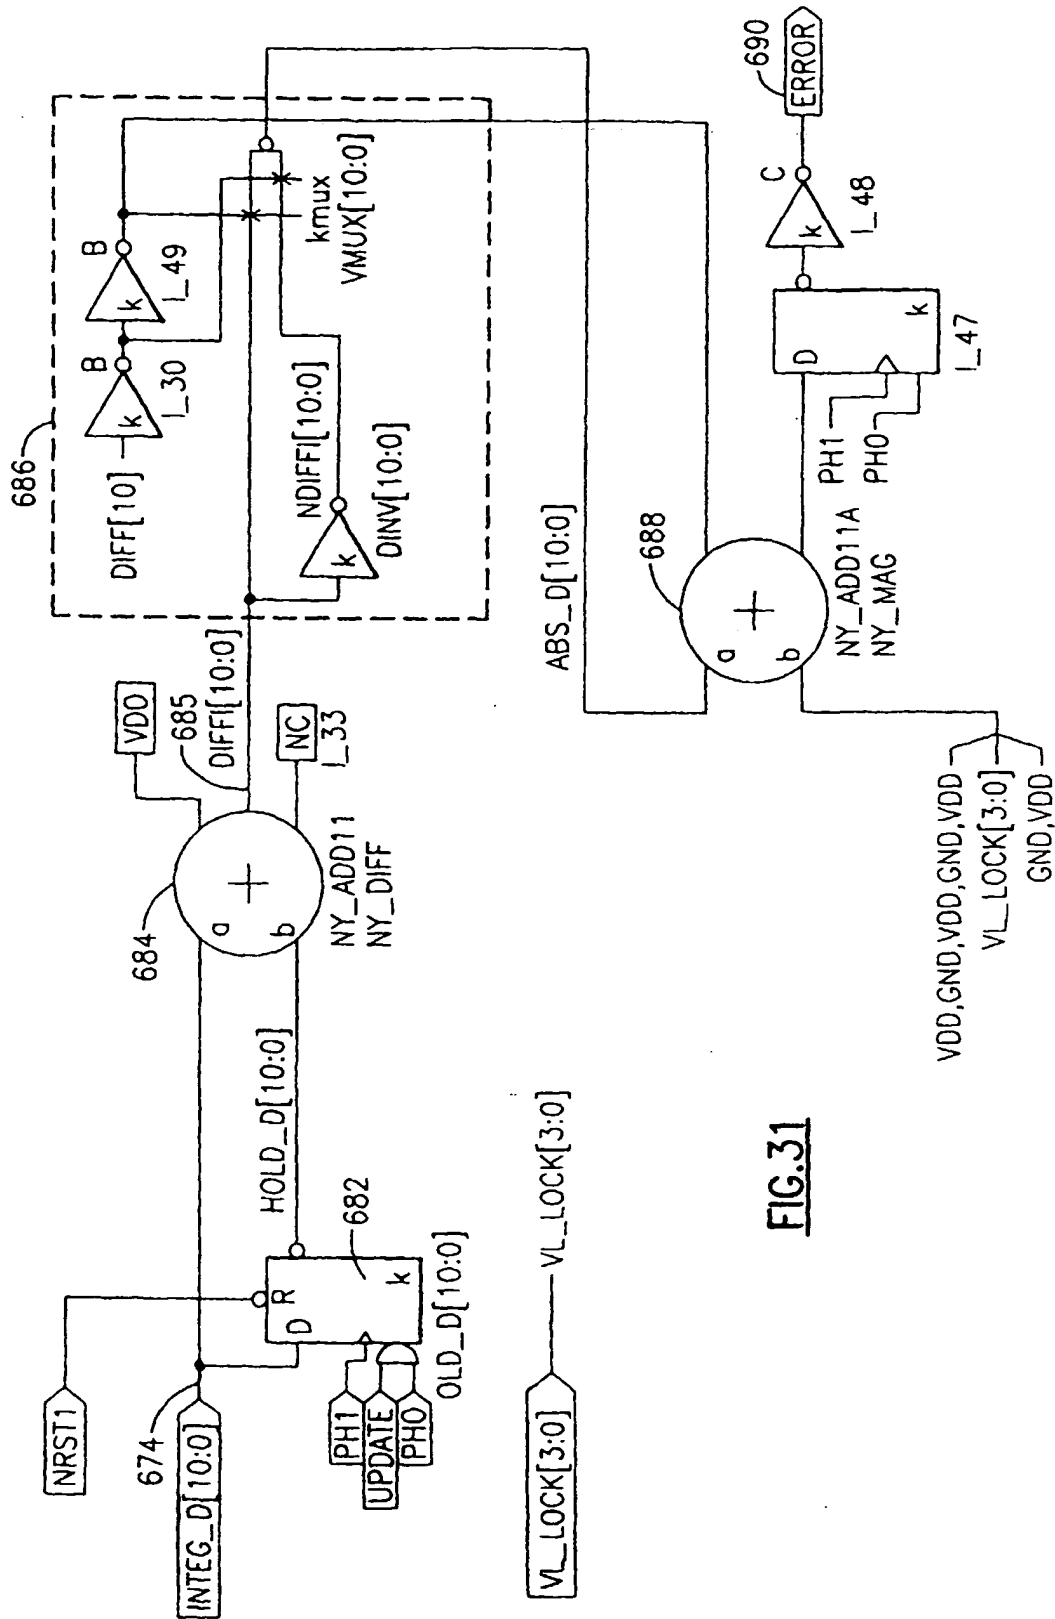 NRST1
674
INTEG_D[10:0]
D
R
k
682
PH1
UPDATE
PH0
OLD_D[10:0]
HOLD_D[10:0]
684
a
b
NY_ADD11
NY_DIFF
VDD
685
DIFFI[10:0]
NC
I_33
686
DIFF[10]
k
B
I_30
k
B
I_49
NDIFFI[10:0]
k
DINV[10:0]
kmux
VMUX[10:0]
ABS_D[10:0]
688
a
b
NY_ADD11A
NY_MAG
VDD,GND,VDD,GND,VDD
VL_LOCK[3:0]
GND,VDD
PH1
PH0
D
k
I_47
k
C
I_48
690
ERROR
VL_LOCK[3:0]
VL_LOCK[3:0]
FIG.31